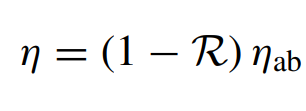 η = (1 − ℛ) η_ab